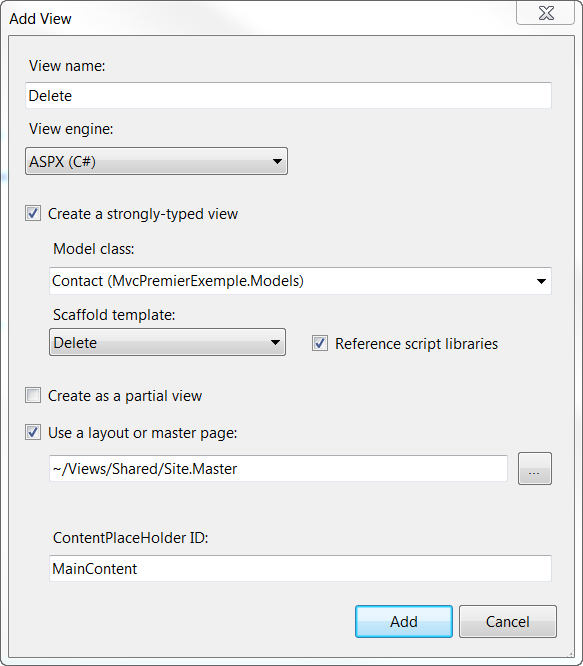 Add View
View name:
Delete
View engine:
ASPX (C#)
Create a strongly-typed view
Model class:
Contact (MvcPremierExemple.Models)
Scaffold template:
Delete
Reference script libraries
Create as a partial view
Use a layout or master page:
~/Views/Shared/Site.Master
...
ContentPlaceHolder ID:
MainContent
Add
Cancel